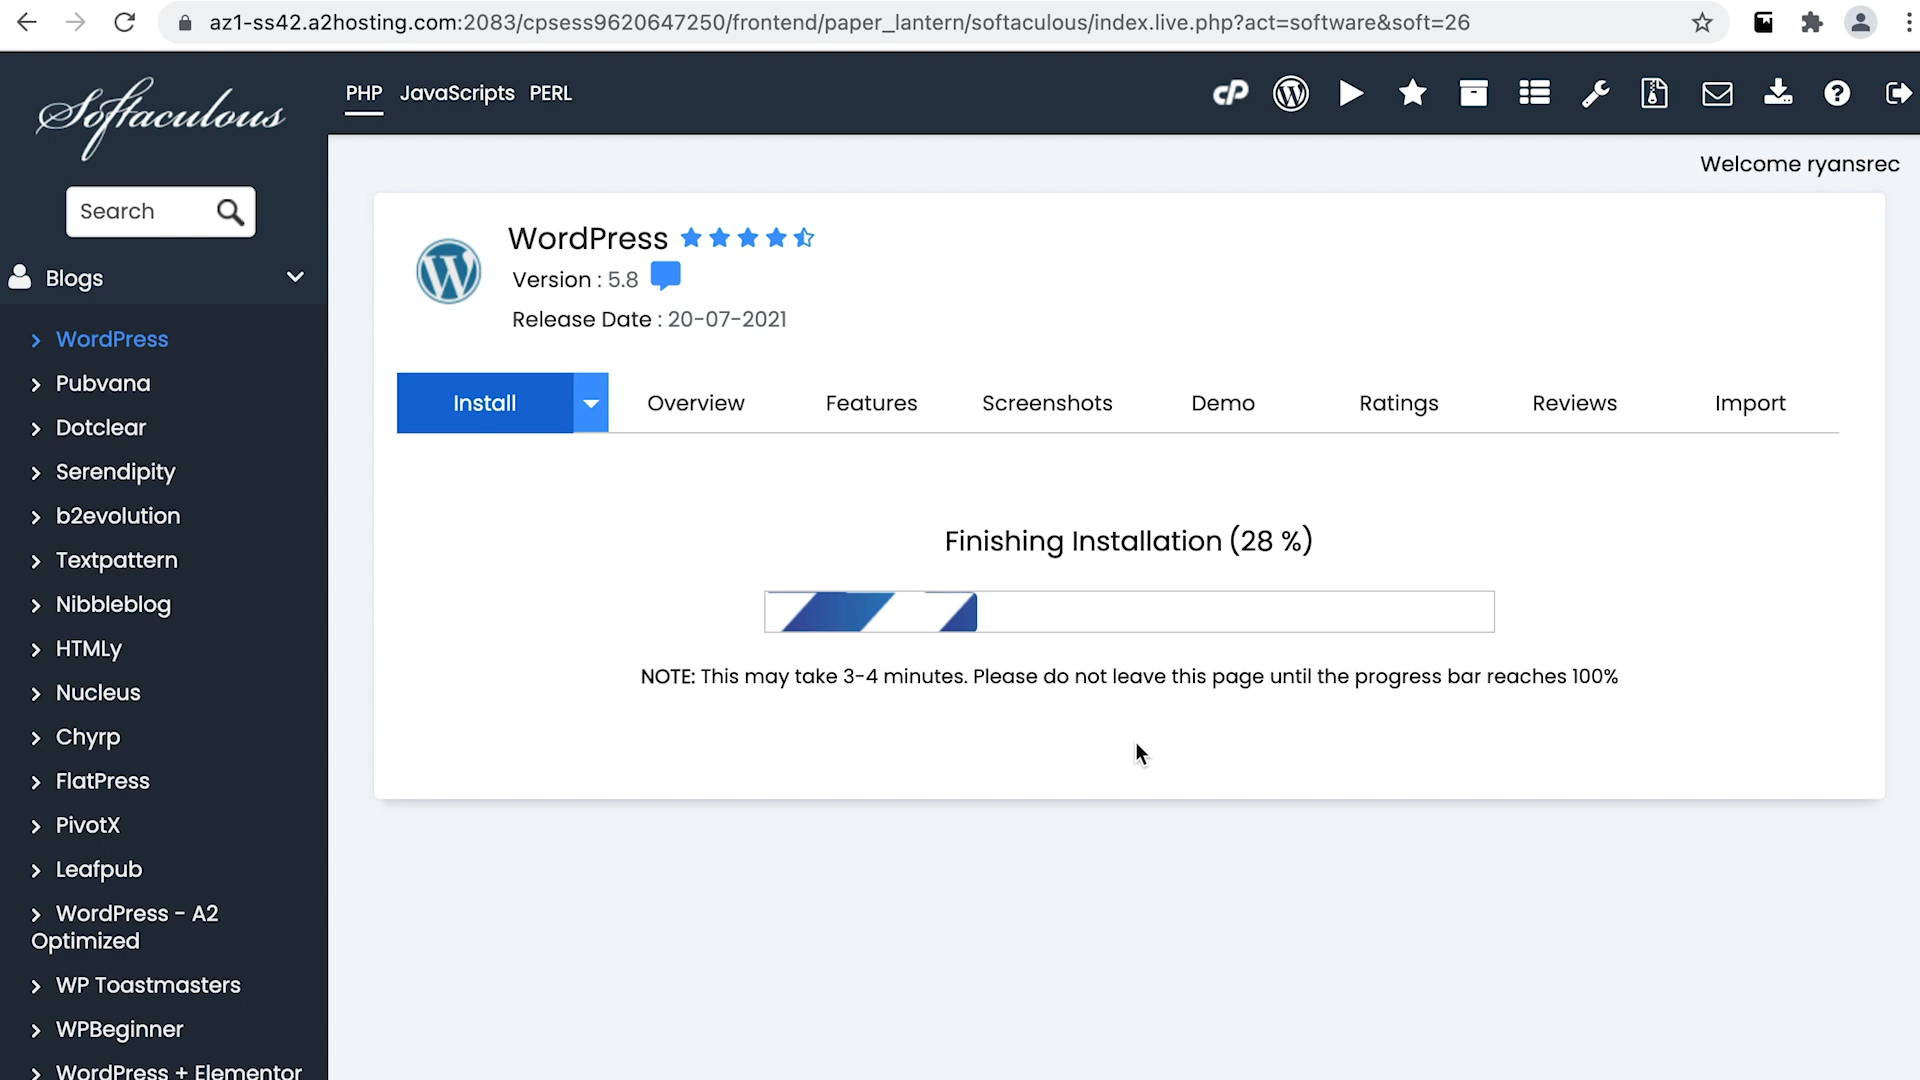 az1-ss42.a2hosting.com:2083/cpsess9620647250/frontend/paper_lantern/softaculous/index.live.php?act=software&soft=26
Softaculous
PHP JavaScripts PERL
cP
Welcome ryansrec
Search
Blogs
WordPress
Pubvana
Dotclear
Serendipity
b2evolution
Textpattern
Nibbleblog
HTMLy
Nucleus
Chyrp
FlatPress
PivotX
Leafpub
WordPress - A2
Optimized
WP Toastmasters
WPBeginner
WordPress + Elementor
WordPress
Version : 5.8
Release Date : 20-07-2021
Install Overview Features Screenshots Demo Ratings Reviews Import
Finishing Installation (28 %)
NOTE: This may take 3-4 minutes. Please do not leave this page until the progress bar reaches 100%